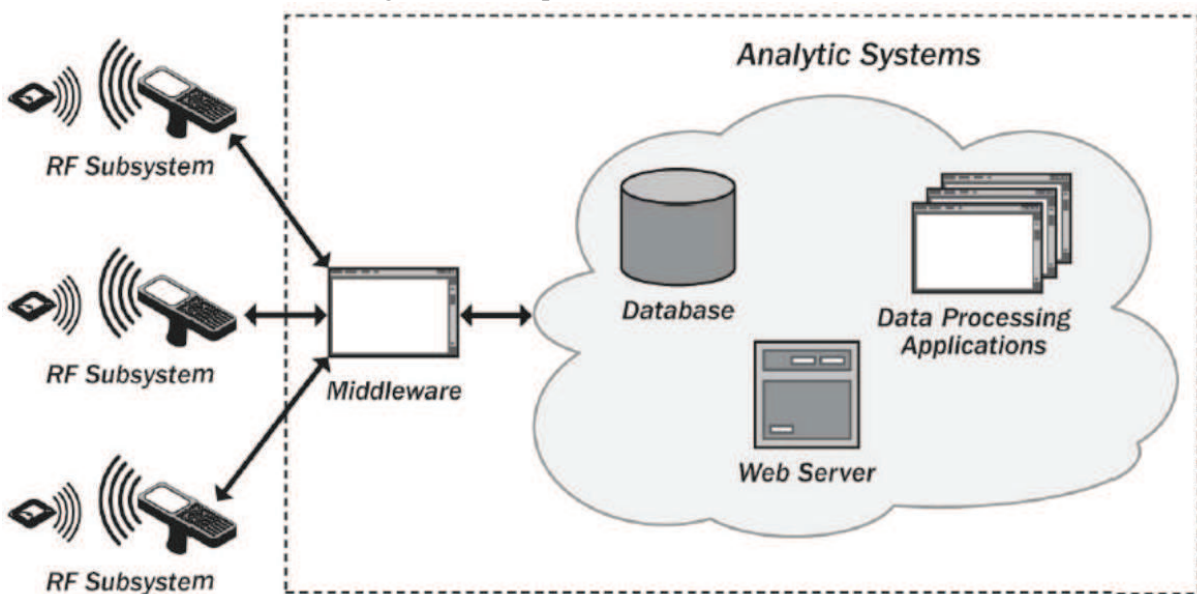 Analytic Systems
RF Subsystem
RF Subsystem
RF Subsystem
Middleware
Database
Data Processing
Applications
Web Server